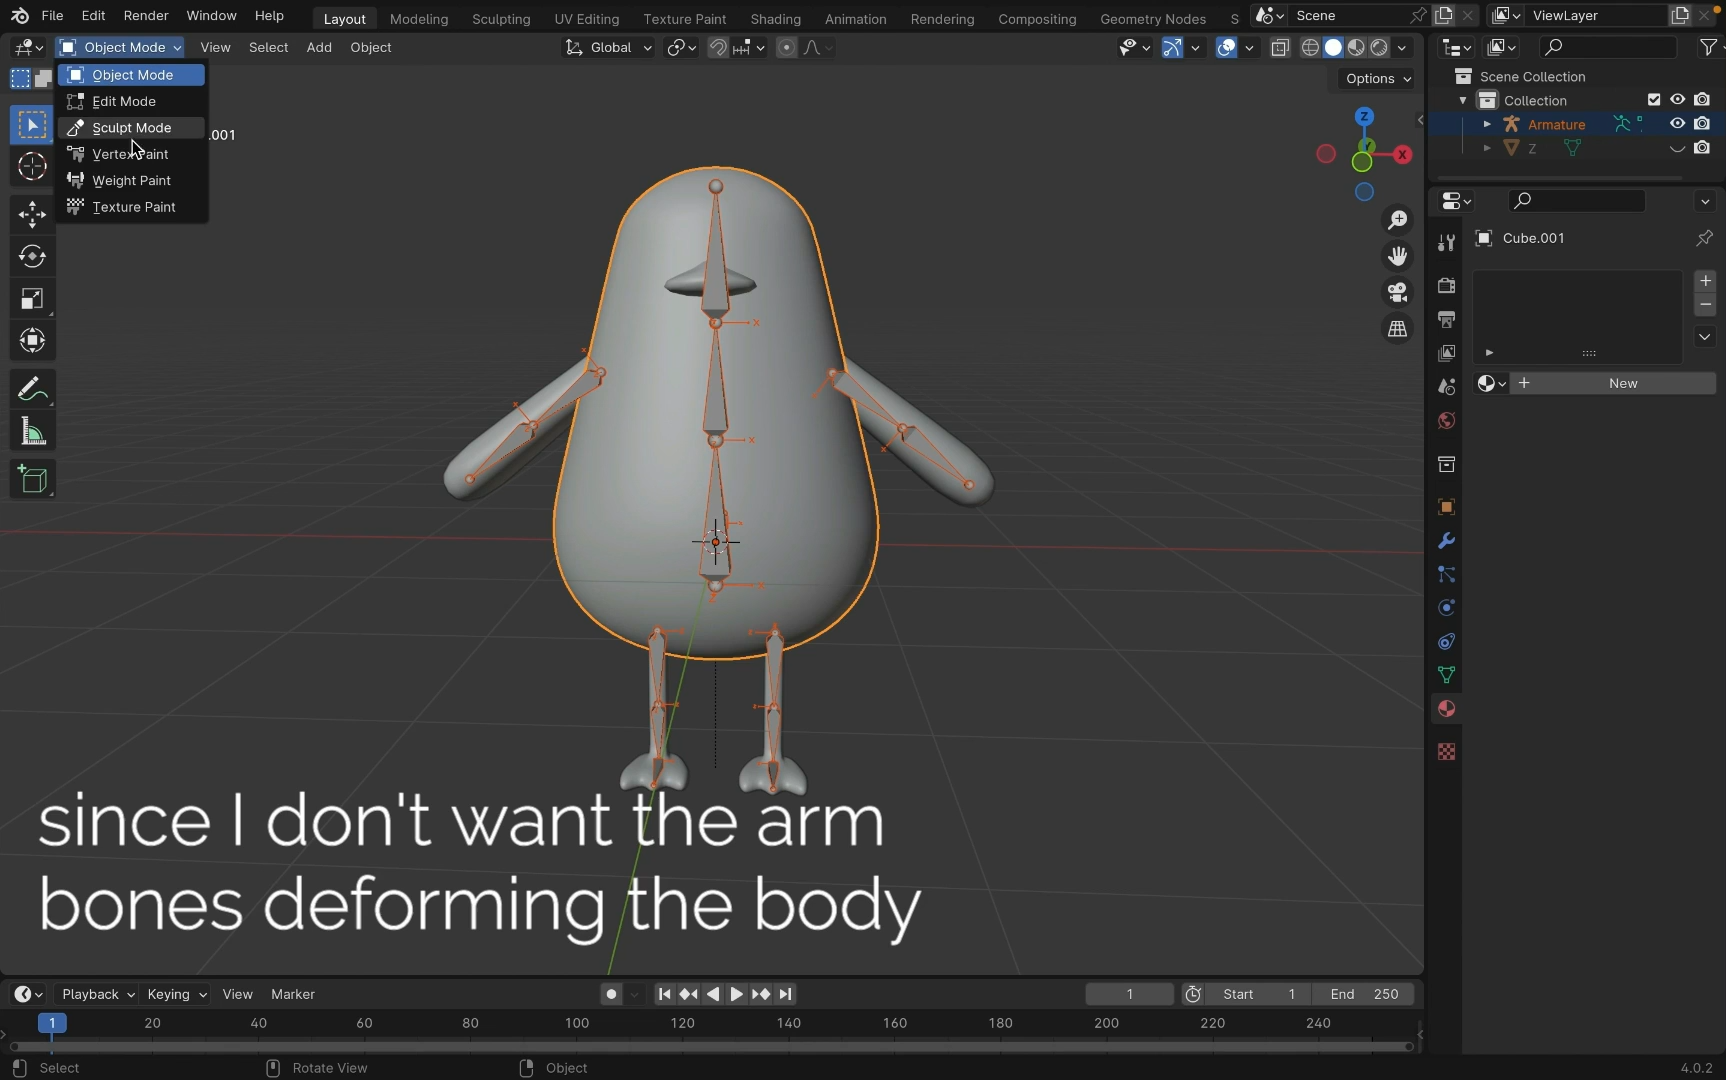 File Edit Render Window Help Layout Modeling Sculpting UV Editing Texture Paint Shading Animation Rendering Compositing Geometry Nodes S Scene ViewLayer
Object Mode View Select Add Object Global
Options
Object Mode
Edit Mode
Sculpt Mode
Vertex Paint
Weight Paint
Texture Paint
.001
Scene Collection
Collection
Armature
Z
Z
X
Cube.001
New
since I don't want the arm
bones deforming the body
Playback Keying View Marker 1 Start 1 End 250
1 20 40 60 80 100 120 140 160 180 200 220 240
Select Rotate View Object 4.0.2